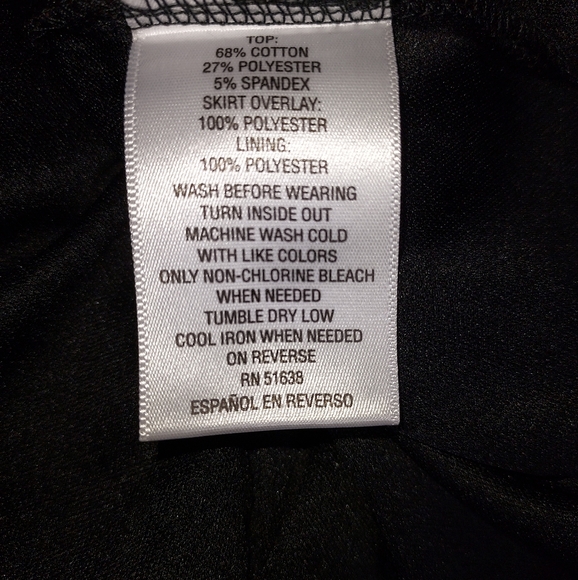 TOP:
68% COTTON
27% POLYESTER
5% SPANDEX
SKIRT OVERLAY:
100% POLYESTER
LINING:
100% POLYESTER
WASH BEFORE WEARING
TURN INSIDE OUT
MACHINE WASH COLD
WITH LIKE COLORS
ONLY NON-CHLORINE BLEACH
WHEN NEEDED
TUMBLE DRY LOW
COOL IRON WHEN NEEDED
ON REVERSE
RN 51638
ESPAÑOL EN REVERSO